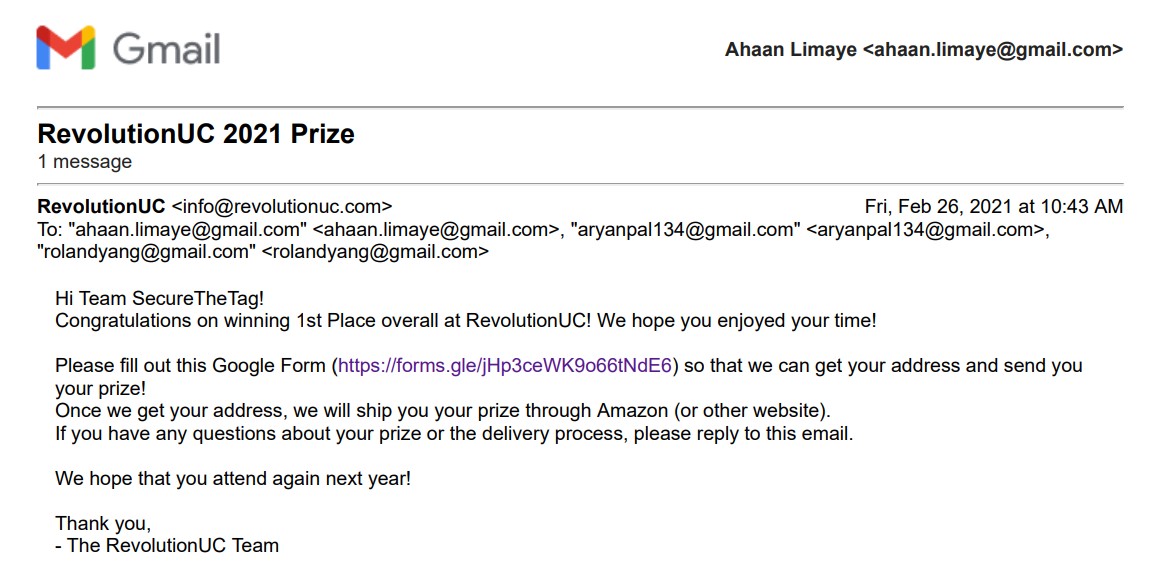 Gmail
Ahaan Limaye <ahaan.limaye@gmail.com>
RevolutionUC 2021 Prize
1 message
RevolutionUC <info@revolutionuc.com>
Fri, Feb 26, 2021 at 10:43 AM
To: "ahaan.limaye@gmail.com" <ahaan.limaye@gmail.com>, "aryanpal134@gmail.com" <aryanpal134@gmail.com>,
"rolandyang@gmail.com" <rolandyang@gmail.com>
Hi Team SecureTheTag!
Congratulations on winning 1st Place overall at RevolutionUC! We hope you enjoyed your time!
Please fill out this Google Form (https://forms.gle/jHp3ceWK9o66tNdE6) so that we can get your address and send you
your prize!
Once we get your address, we will ship you your prize through Amazon (or other website).
If you have any questions about your prize or the delivery process, please reply to this email.
We hope that you attend again next year!
Thank you,
- The RevolutionUC Team